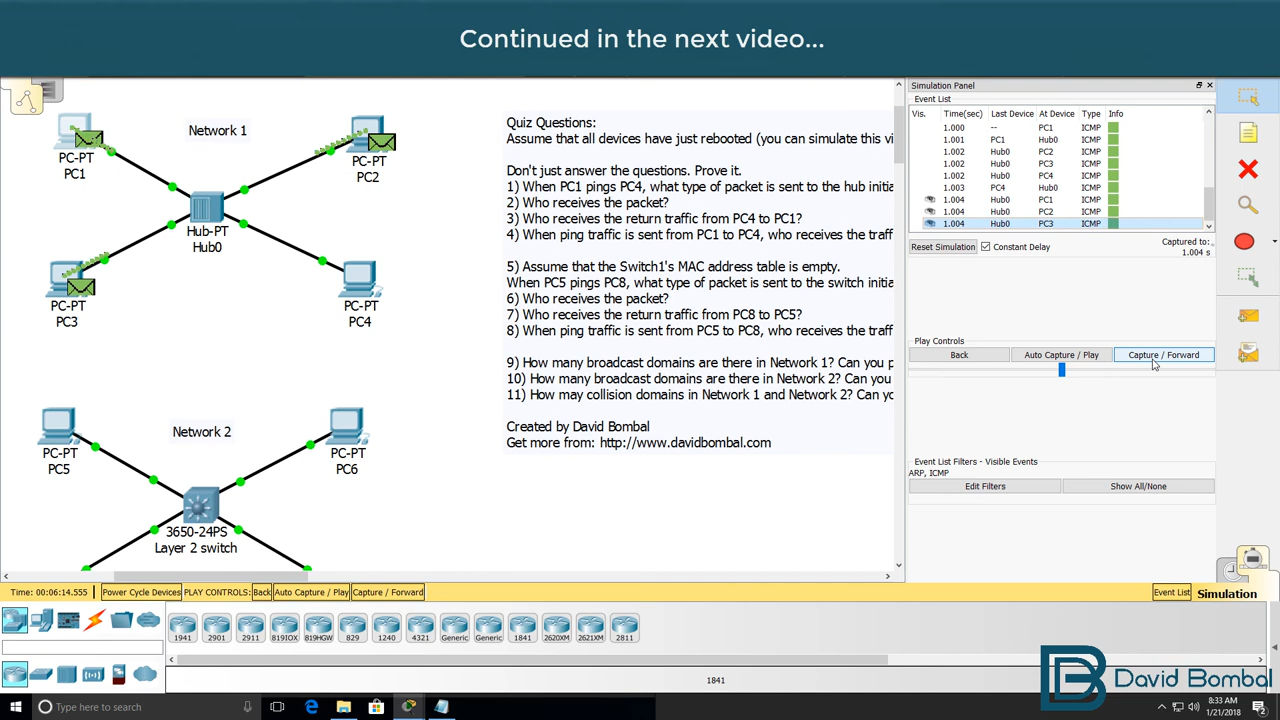 Continued in the next video...
Network 1
PC-PT
PC1
PC-PT
PC2
Hub-PT
Hub0
PC-PT
PC3
PC-PT
PC4
Quiz Questions:
Assume that all devices have just rebooted (you can simulate this vi
Don't just answer the questions. Prove it.
1) When PC1 pings PC4, what type of packet is sent to the hub initia
2) Who receives the packet?
3) Who receives the return traffic from PC4 to PC1?
4) When ping traffic is sent from PC1 to PC4, who receives the traff
5) Assume that the Switch1's MAC address table is empty.
When PC5 pings PC8, what type of packet is sent to the switch initia
6) Who receives the packet?
7) Who receives the return traffic from PC8 to PC5?
8) When ping traffic is sent from PC5 to PC8, who receives the traff
9) How many broadcast domains are there in Network 1? Can you p
10) How many broadcast domains are there in Network 2? Can you
11) How may collision domains in Network 1 and Network 2? Can yo
Created by David Bombal
Get more from: http://www.davidbombal.com
Network 2
PC-PT
PC5
PC-PT
PC6
3650-24PS
Layer 2 switch
Simulation Panel
Event List
Vis. Time(sec) Last Device At Device Type Info
1.000 -- PC1 ICMP
1.001 PC1 Hub0 ICMP
1.002 Hub0 PC2 ICMP
1.002 Hub0 PC3 ICMP
1.002 Hub0 PC4 ICMP
1.003 PC4 Hub0 ICMP
1.004 Hub0 PC1 ICMP
1.004 Hub0 PC2 ICMP
1.004 Hub0 PC3 ICMP
Reset Simulation Constant Delay Captured to:
1.004 s
Play Controls
Back Auto Capture / Play Capture / Forward
Event List Filters - Visible Events
ARP, ICMP
Edit Filters Show All/None
Time: 00:06:14.555 Power Cycle Devices PLAY CONTROLS: Back Auto Capture / Play Capture / Forward Event List Simulation
1941 2901 2911 819IOX 819HGW 829 1240 4321 Generic Generic 1841 2620XM 2621XM 2811
1841
David Bombal
Type here to search
8:33 AM
1/21/2018
2